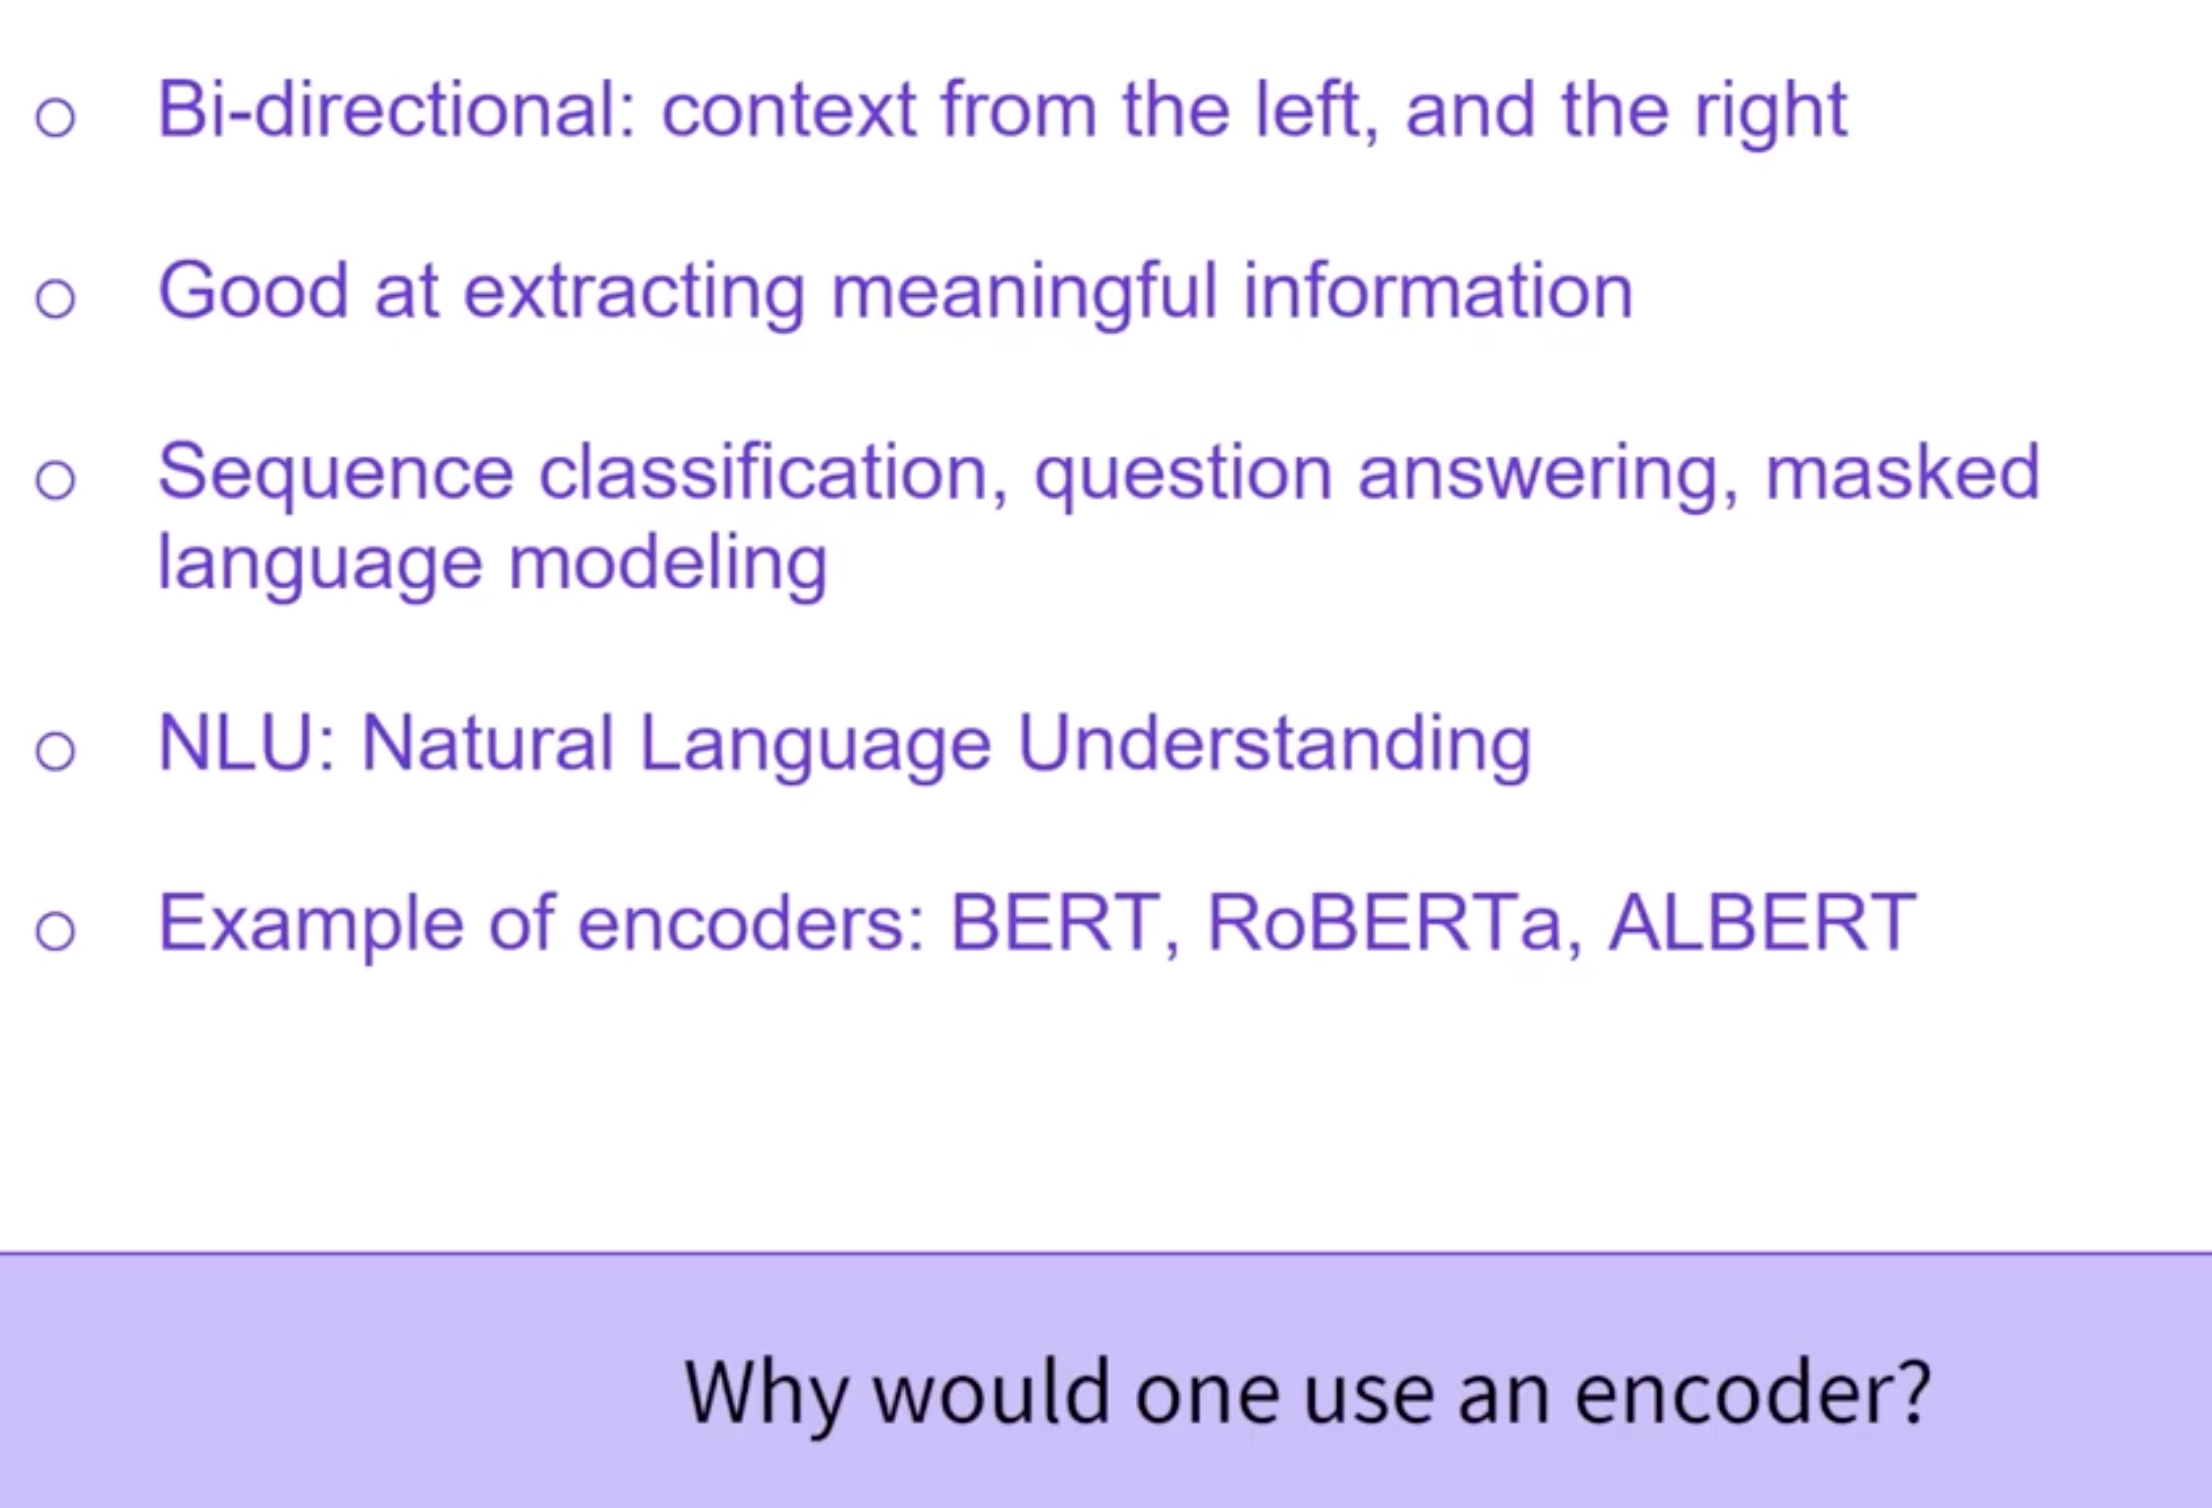 Bi-directional: context from the left, and the right
Good at extracting meaningful information
Sequence classification, question answering, masked
language modeling
NLU: Natural Language Understanding
Example of encoders: BERT, RoBERTa, ALBERT
Why would one use an encoder?